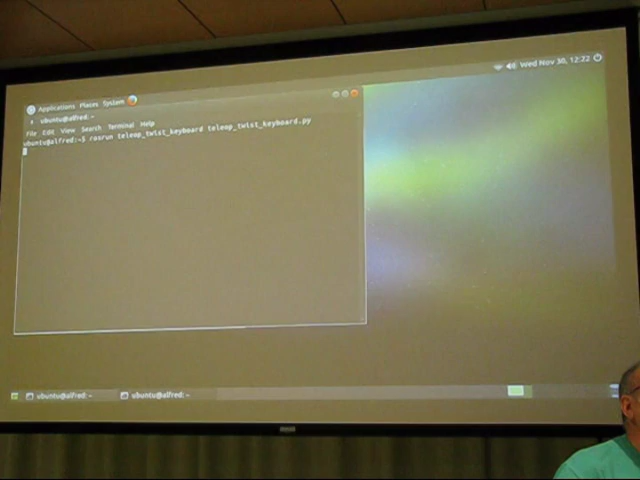 Applications Places System
Wed Nov 30, 12:22
ubuntu@alfred: ~
File Edit View Search Terminal Help
ubuntu@alfred:~$ rosrun teleop_twist_keyboard teleop_twist_keyboard.py
ubuntu@alfred: ~
ubuntu@alfred: ~